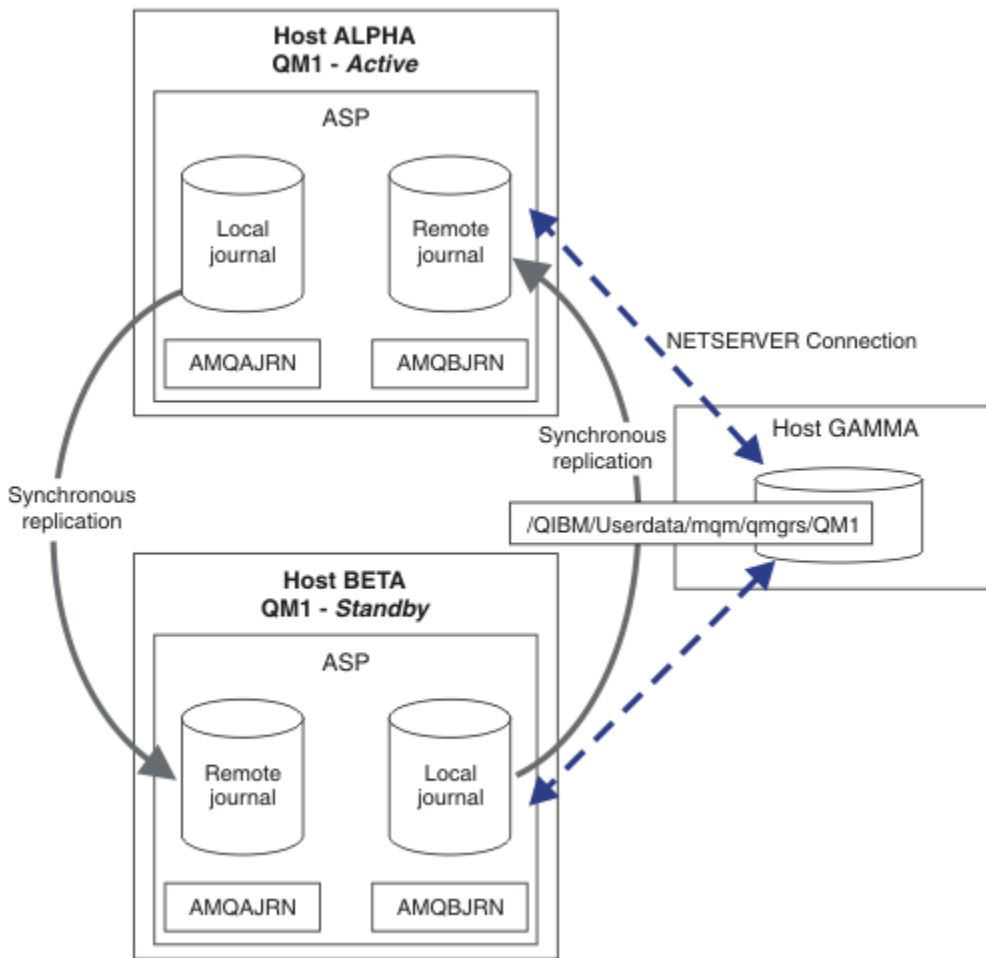 Host ALPHA
QM1 - Active
ASP
Local
journal
Remote
journal
AMQAJRN
AMQBJRN
NETSERVER Connection
Host GAMMA
/QIBM/Userdata/mqm/qmgrs/QM1
Synchronous
replication
Synchronous
replication
Host BETA
QM1 - Standby
ASP
Remote
journal
Local
journal
AMQAJRN
AMQBJRN